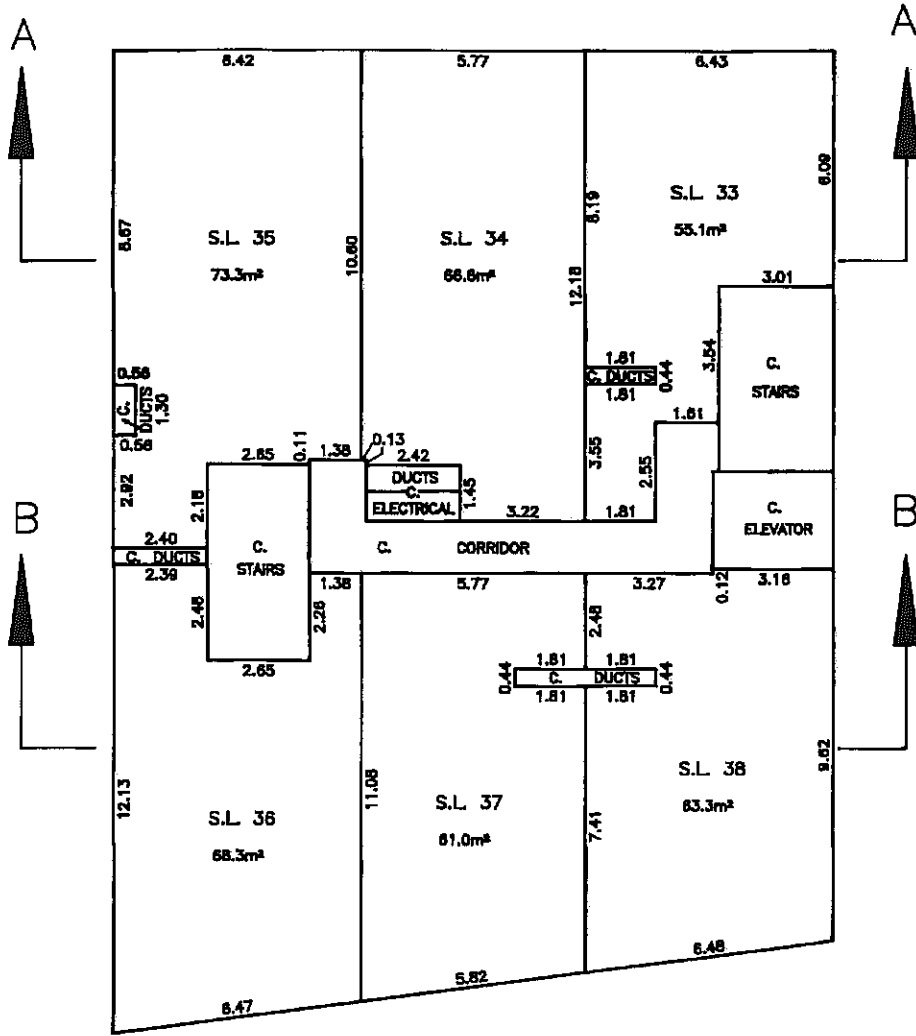 A
A
6.42
5.77
6.43
6.09
8.19
S.L. 33
55.1m²
S.L. 35
73.3m²
S.L. 34
66.6m²
8.67
10.60
12.18
3.01
3.54
C.
STAIRS
1.81
C. DUCTS
0.44
1.81
0.56
C.
DUCTS
1.30
0.56
1.61
2.55
3.55
2.65
0.11
1.38
0.13
2.42
DUCTS
C.
ELECTRICAL
1.45
2.92
2.18
B
B
3.22
1.81
C.
ELEVATOR
2.40
C. DUCTS
2.39
C.
STAIRS
C. CORRIDOR
2.46
1.38
2.26
5.77
3.27
0.12
3.16
2.48
2.65
0.44
1.81
1.81
C. DUCTS
0.44
1.81
1.81
12.13
11.08
7.41
9.62
S.L. 36
68.3m²
S.L. 37
61.0m²
S.L. 38
63.3m²
6.47
5.82
6.48